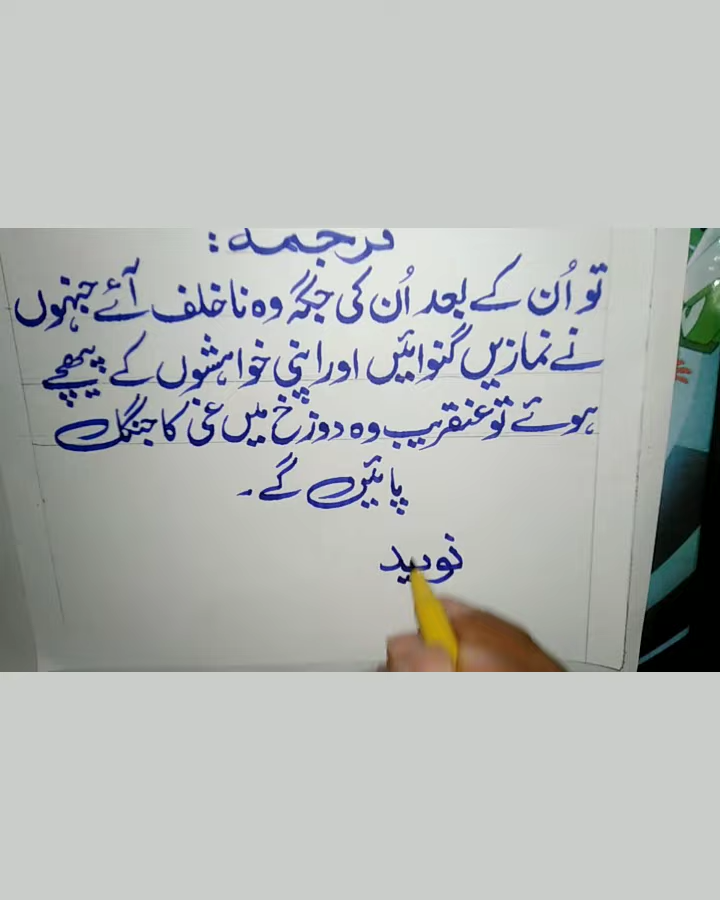 ترجمہ:
تو اُن کے بعد اُن کی جگہ وہ ناخلف آئے جنہوں
نے نمازیں گنوائیں اور اپنی خواہشوں کے پیچھے
ہوئے تو عنقریب وہ دوزخ میں غی کا جنگل
پائیں گے۔
نوید